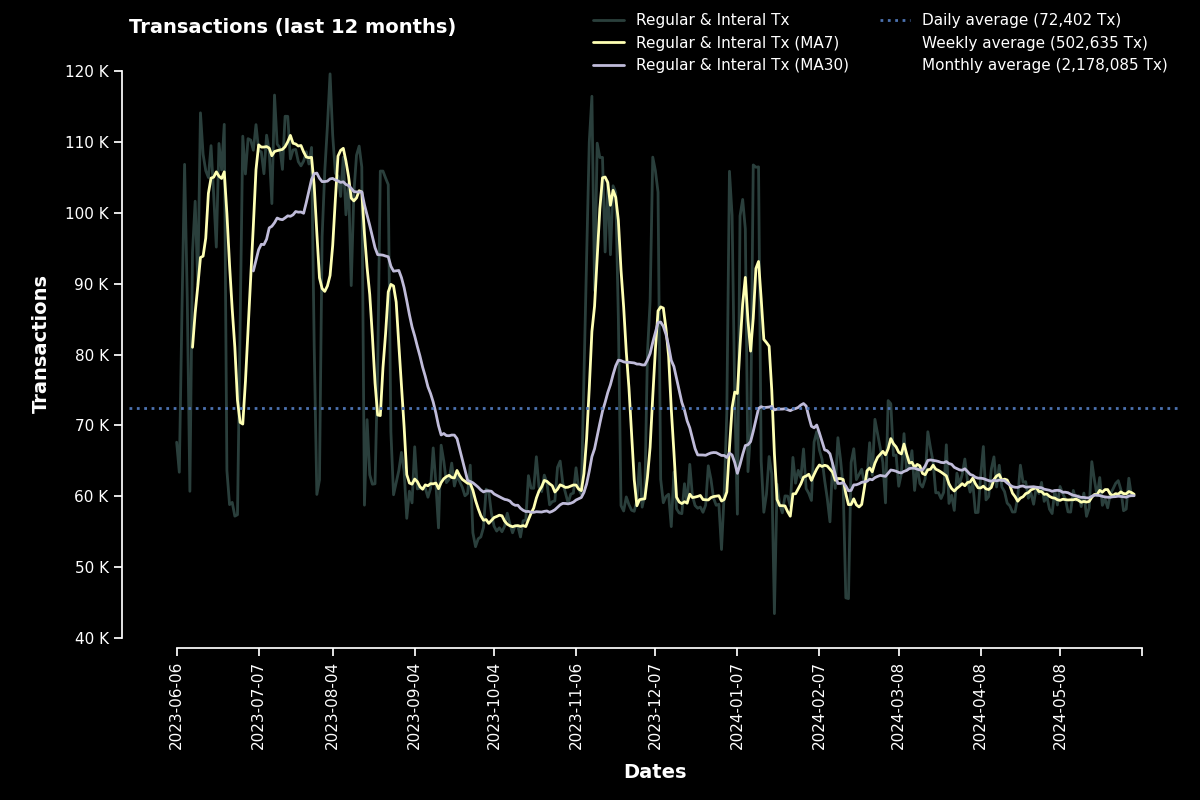 Transactions (last 12 months)
Regular & Interal Tx
Regular & Interal Tx (MA7)
Regular & Interal Tx (MA30)
Daily average (72,402 Tx)
Weekly average (502,635 Tx)
Monthly average (2,178,085 Tx)
120 K
110 K
100 K
90 K
80 K
70 K
60 K
50 K
40 K
Transactions
2023-06-06
2023-07-07
2023-08-04
2023-09-04
2023-10-04
2023-11-06
2023-12-07
2024-01-07
2024-02-07
2024-03-08
2024-04-08
2024-05-08
Dates